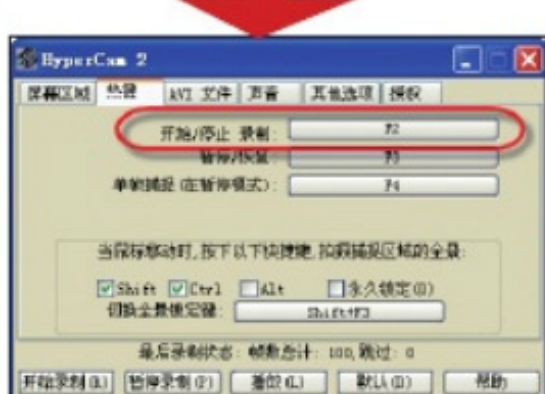 HyperCam 2
屏幕区域 热键 AVI 文件 声音 其他选项 授权
开始/停止 录制: F2
暂停/恢复: F3
单帧捕捉(在暂停模式): F4
当鼠标移动时,按下以下快捷键,拍摄捕捉区域的全景:
Shift Ctrl Alt 永久锁定(O)
切换全景锁定键: Shift+F3
最后录制状态: 帧数总计: 100, 跳过: 0
开始录制(R) 暂停录制(P) 播放(L) 默认(D) 帮助